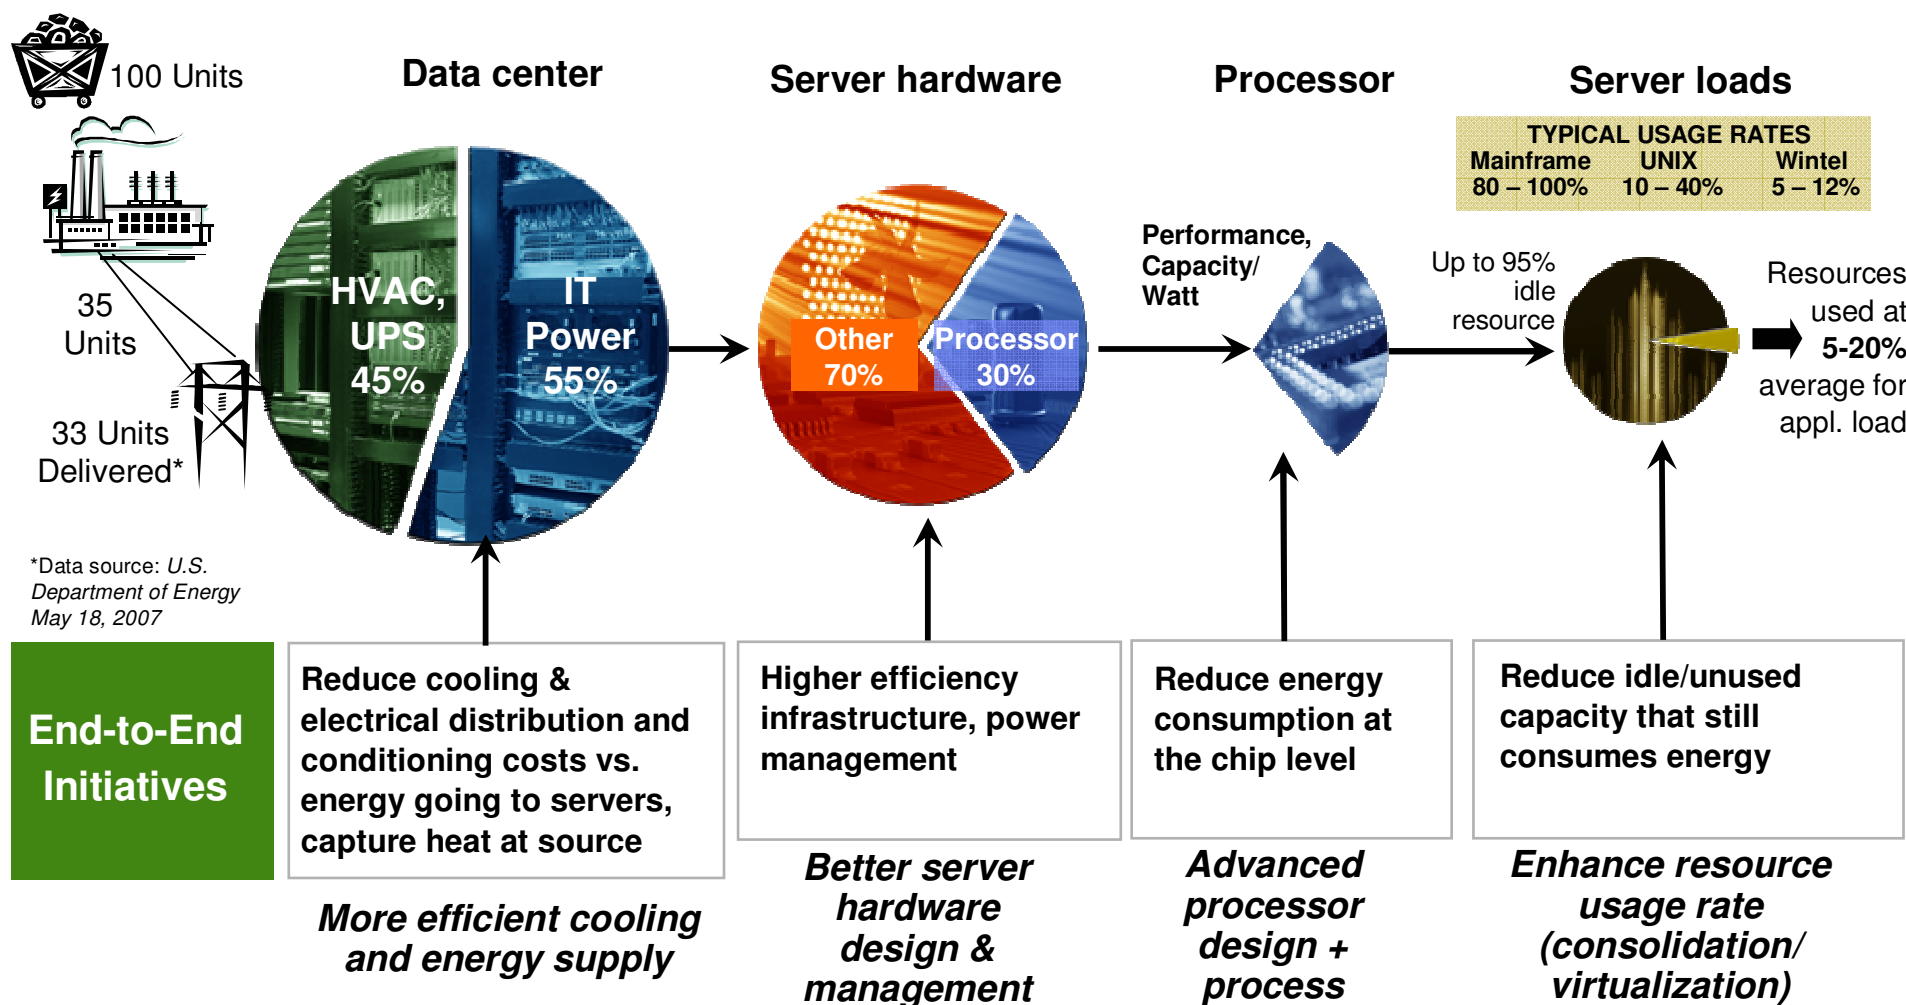 100 Units
Data center
Server hardware
Processor
Server loads
TYPICAL USAGE RATES
Mainframe UNIX Wintel
80 – 100% 10 – 40% 5 – 12%
35
Units
33 Units
Delivered*
HVAC,
UPS
45%
IT
Power
55%
Other
70%
Processor
30%
Performance,
Capacity/
Watt
Up to 95%
idle
resource
Resources
used at
5-20%
average for
appl. load
*Data source: U.S.
Department of Energy
May 18, 2007
End-to-End
Initiatives
Reduce cooling &
electrical distribution and
conditioning costs vs.
energy going to servers,
capture heat at source
Higher efficiency
infrastructure, power
management
Reduce energy
consumption at
the chip level
Reduce idle/unused
capacity that still
consumes energy
More efficient cooling
and energy supply
Better server
hardware
design &
management
Advanced
processor
design +
process
Enhance resource
usage rate
(consolidation/
virtualization)